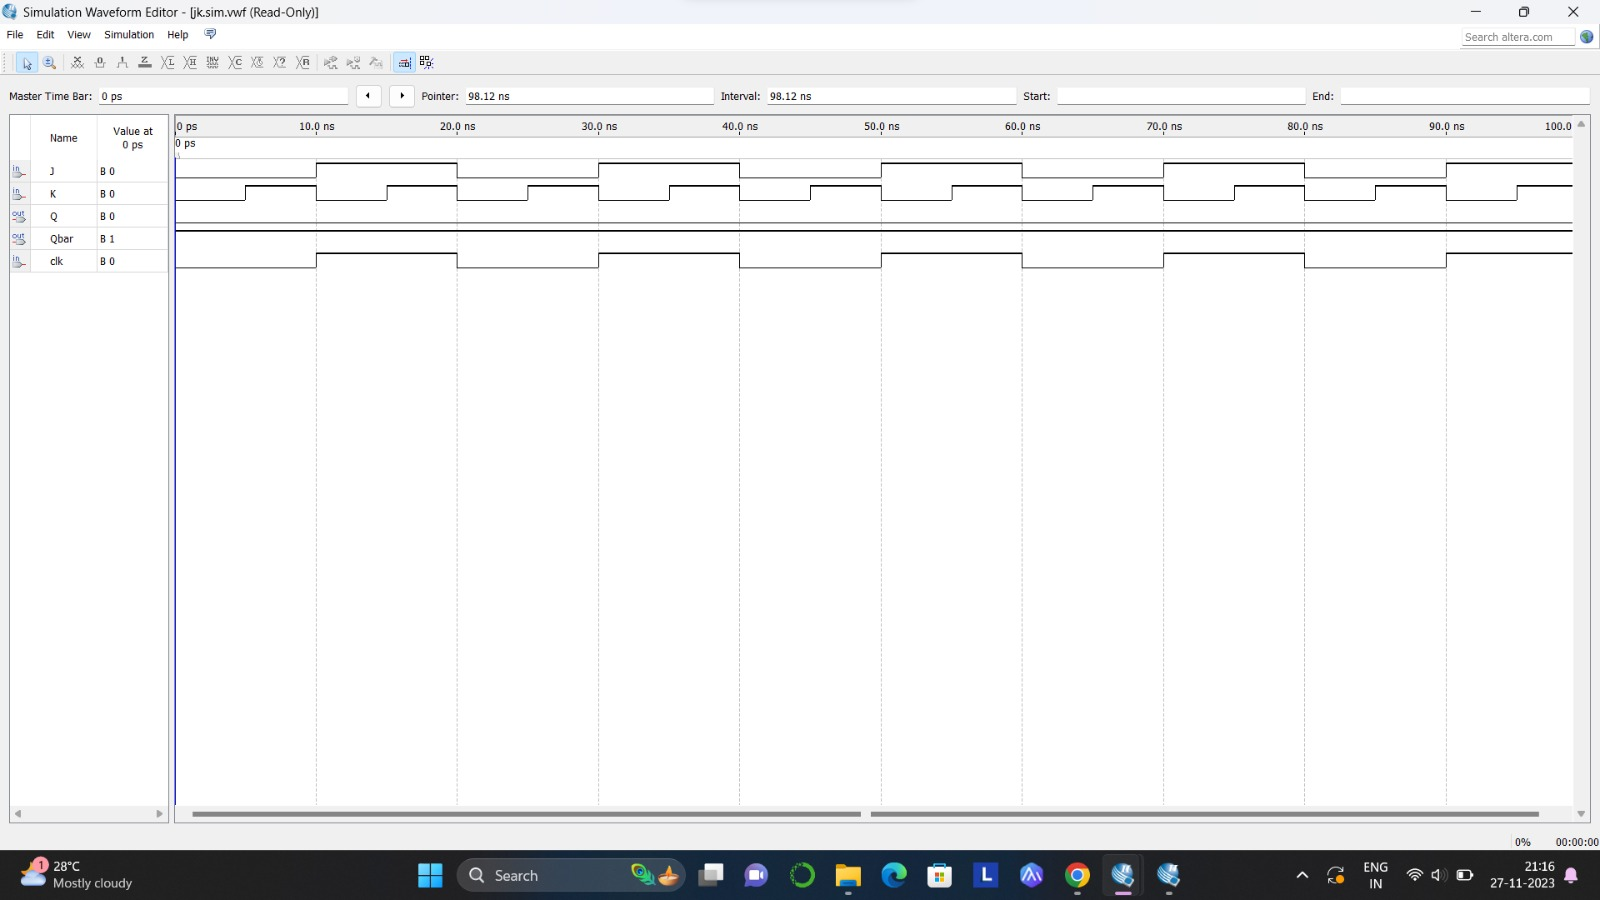 Simulation Waveform Editor - [jk.sim.vwf (Read-Only)]
File Edit View Simulation Help
Search altera.com
Master Time Bar: 0 ps Pointer: 98.12 ns Interval: 98.12 ns Start: End:
Name Value at 0 ps
0 ps 10.0 ns 20.0 ns 30.0 ns 40.0 ns 50.0 ns 60.0 ns 70.0 ns 80.0 ns 90.0 ns 100.0
0 ps
in J B 0
in K B 0
out Q B 0
out Qbar B 1
in clk B 0
0% 00:00:00
1 28°C
Mostly cloudy
Search
L
ENG
IN
21:16
27-11-2023